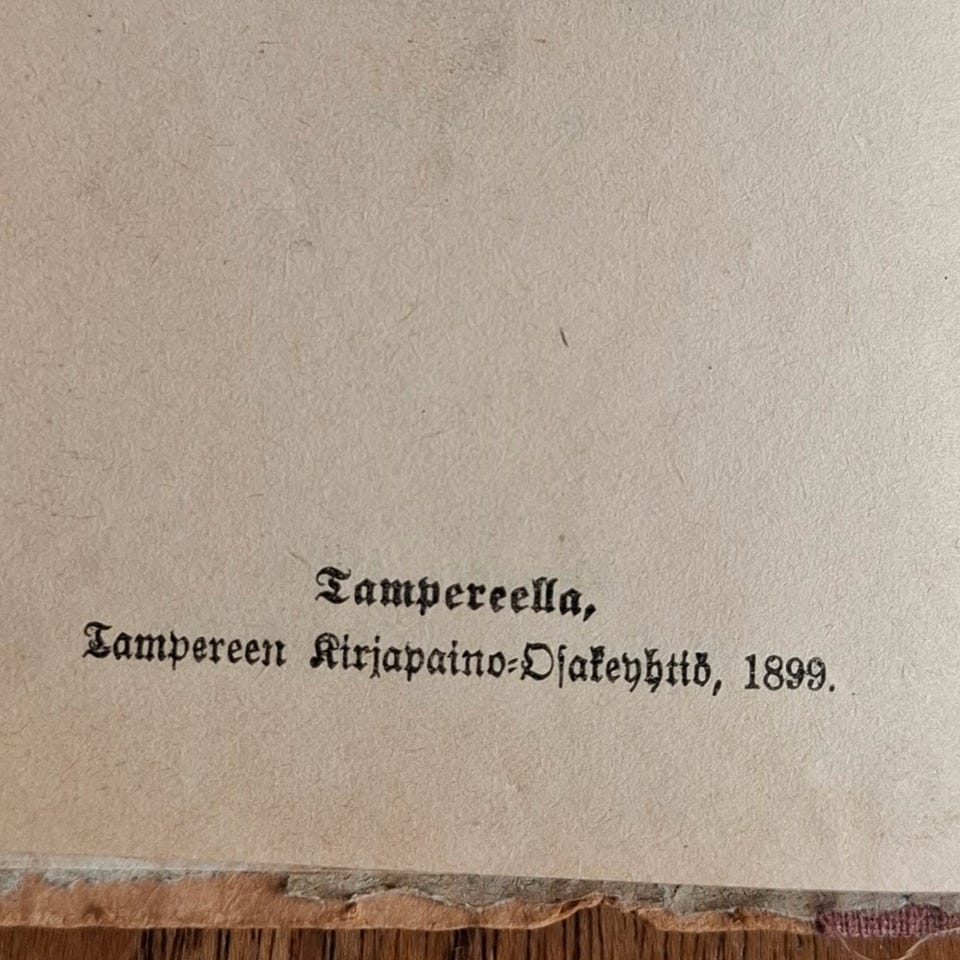 Tampereella,
Tampereen Kirjapaino-Osakeyhtiö, 1899.